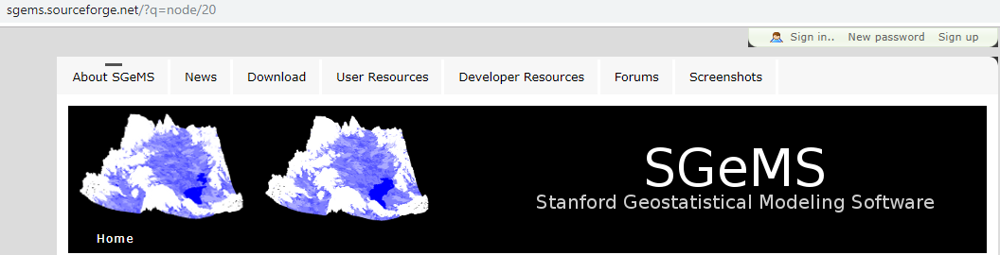 sgems.sourceforge.net/?q=node/20
Sign in.. New password Sign up
About SGeMS News Download User Resources Developer Resources Forums Screenshots
SGeMS
Stanford Geostatistical Modeling Software
Home